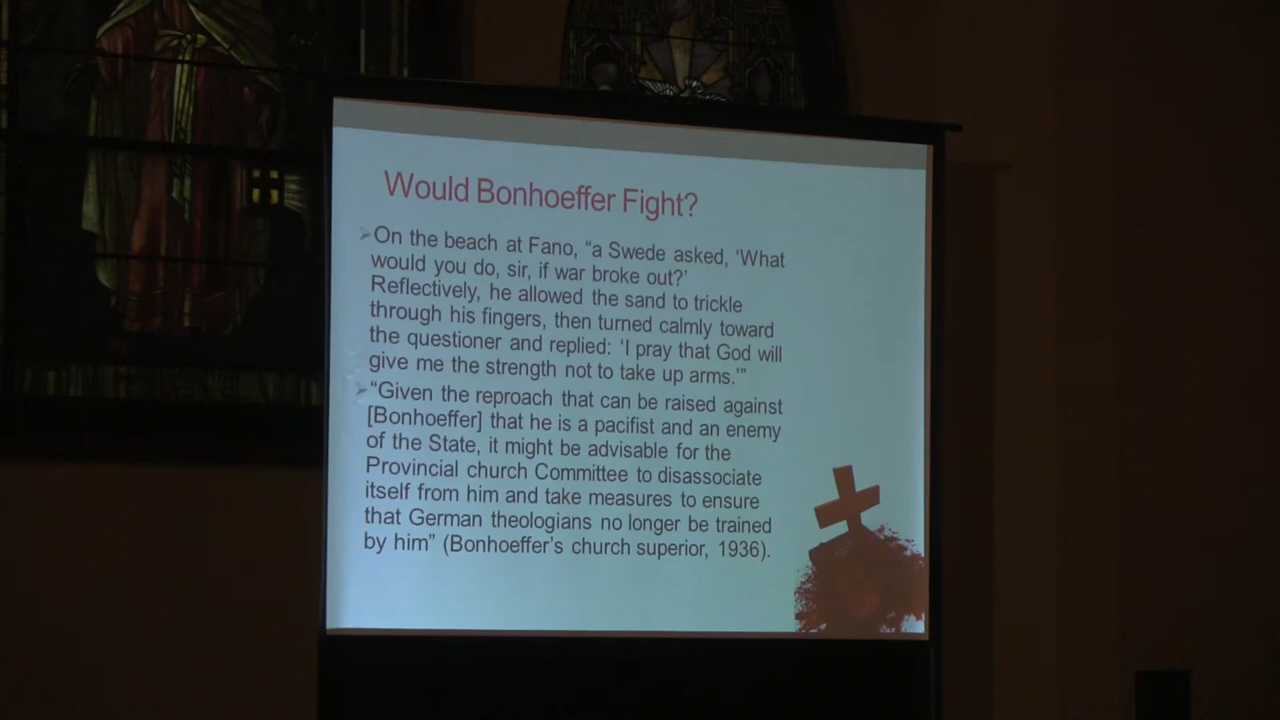 Would Bonhoeffer Fight?
On the beach at Fano, “a Swede asked, ‘What
would you do, sir, if war broke out?’
Reflectively, he allowed the sand to trickle
through his fingers, then turned calmly toward
the questioner and replied: ‘I pray that God will
give me the strength not to take up arms.’”
“Given the reproach that can be raised against
[Bonhoeffer] that he is a pacifist and an enemy
of the State, it might be advisable for the
Provincial church Committee to disassociate
itself from him and take measures to ensure
that German theologians no longer be trained
by him” (Bonhoeffer’s church superior, 1936).